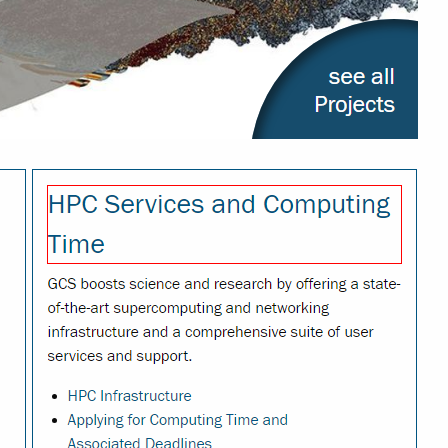 see all
Projects
HPC Services and Computing
Time
GCS boosts science and research by offering a state-
of-the-art supercomputing and networking
infrastructure and a comprehensive suite of user
services and support.
• HPC Infrastructure
• Applying for Computing Time and
Associated Deadlines